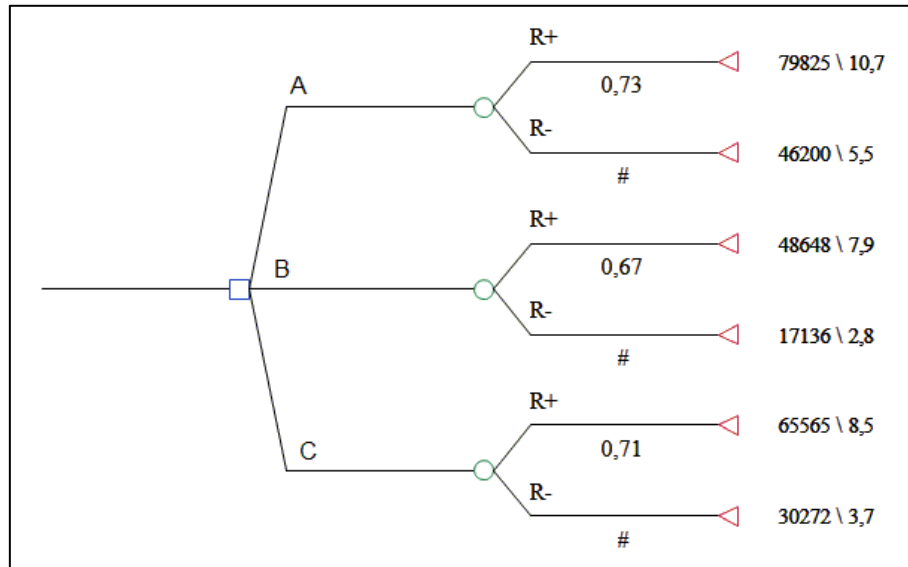 R+
79825 \ 10,7
A
0,73
R-
46200 \ 5,5
#
R+
48648 \ 7,9
B
0,67
R-
17136 \ 2,8
#
R+
65565 \ 8,5
C
0,71
R-
30272 \ 3,7
#